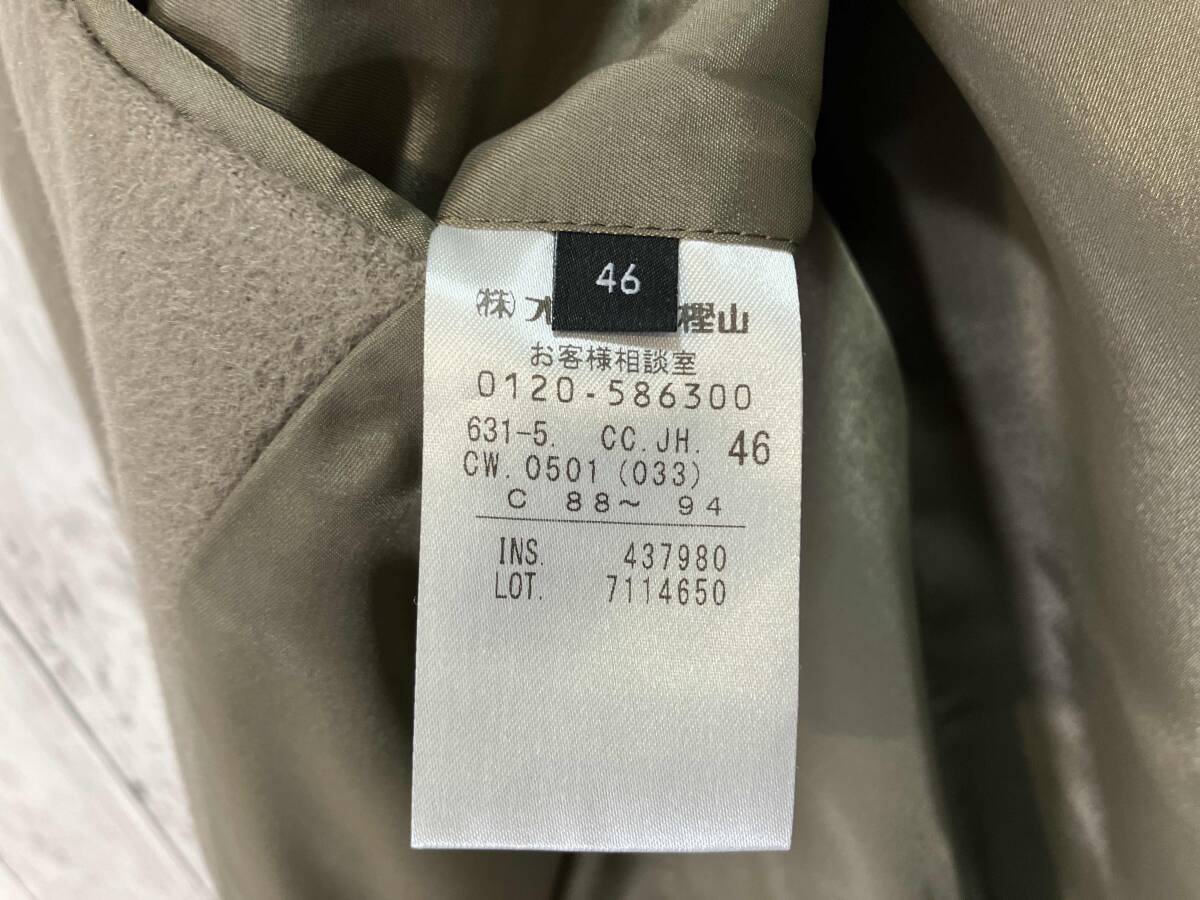 46
㈱オ 樫山
お客様相談室
0120-586300
631-5. CC.JH. 46
CW.0501(033)
C 88~ 94
INS. 437980
LOT. 7114650